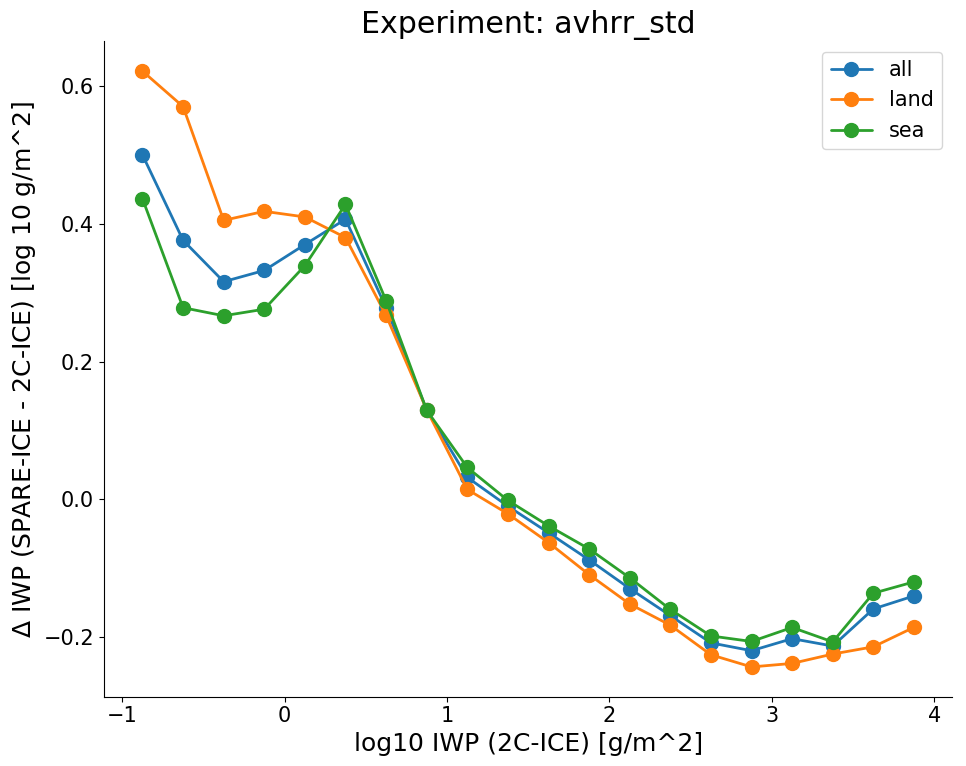 Experiment: avhrr_std
all
land
sea
Δ IWP (SPARE-ICE - 2C-ICE) [log 10 g/m^2]
0.6
0.4
0.2
0.0
−0.2
−1
0
1
2
3
4
log10 IWP (2C-ICE) [g/m^2]